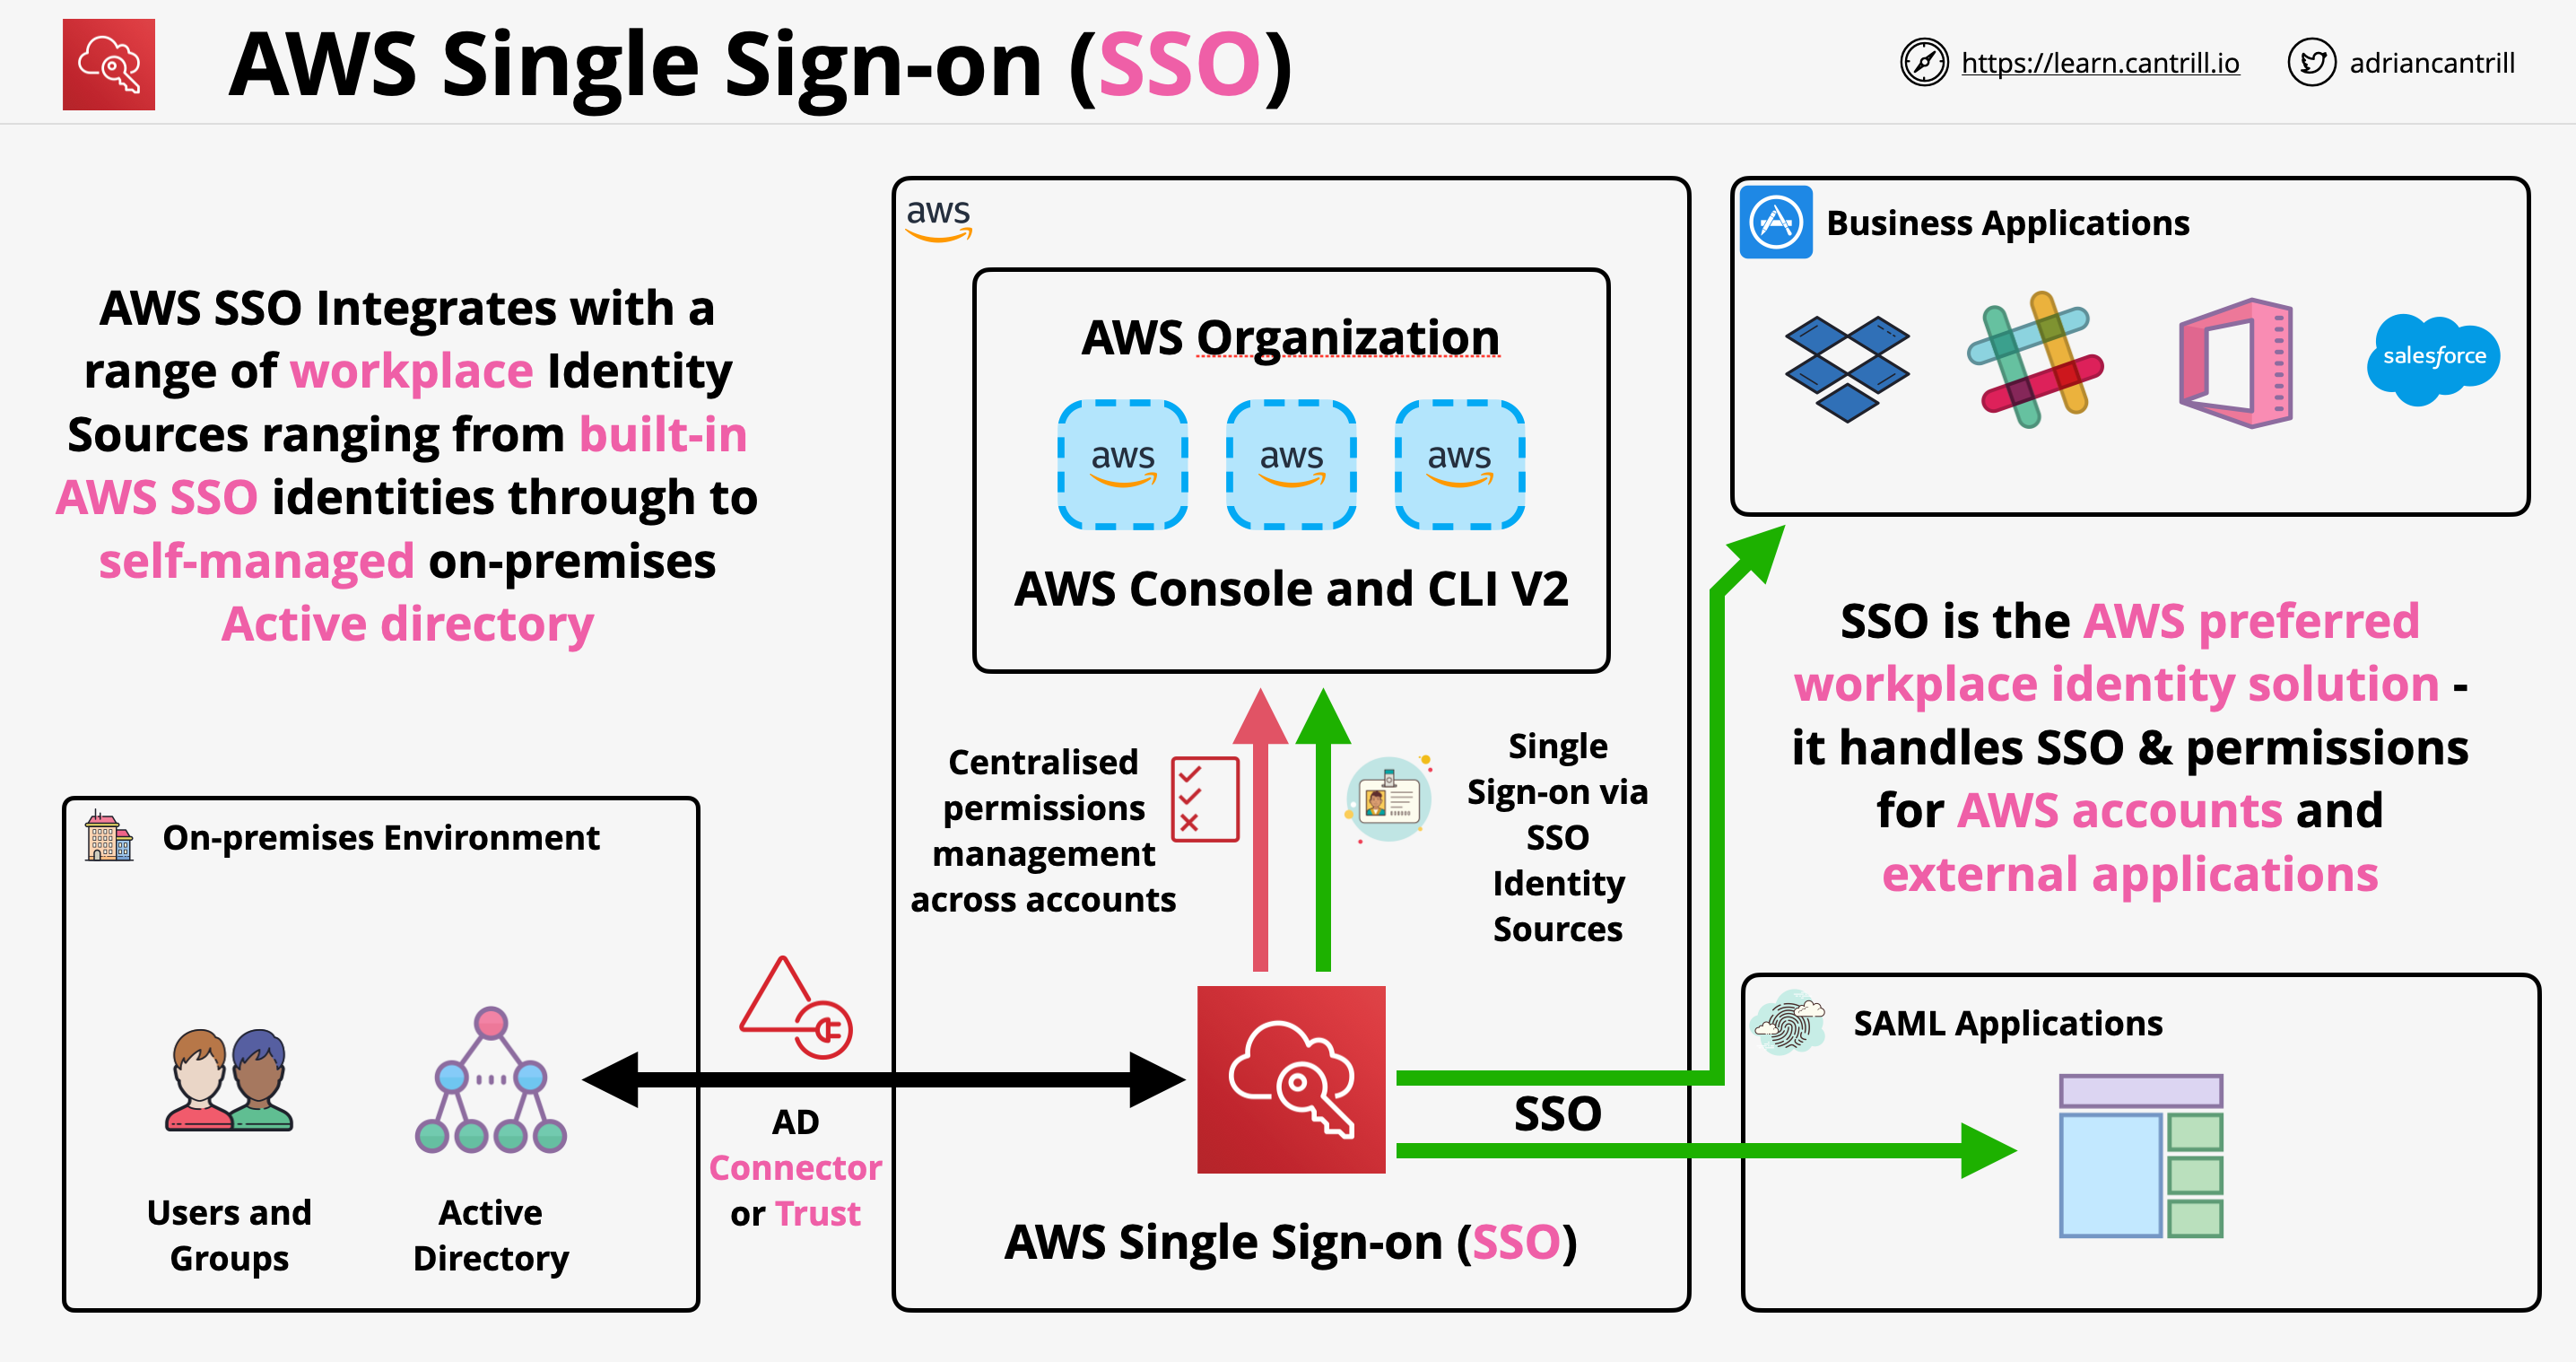 AWS Single Sign-on (SSO)
https://learn.cantrill.io
adriancantrill
AWS SSO Integrates with a
range of workplace Identity
Sources ranging from built-in
AWS SSO identities through to
self-managed on-premises
Active directory
aws
AWS Organization
aws
aws
aws
AWS Console and CLI V2
Business Applications
salesforce
SSO is the AWS preferred
workplace identity solution -
it handles SSO & permissions
for AWS accounts and
external applications
Centralised
permissions
management
across accounts
Single
Sign-on via
SSO
Identity
Sources
On-premises Environment
Users and
Groups
Active
Directory
AD
Connector
or Trust
SSO
AWS Single Sign-on (SSO)
SAML Applications